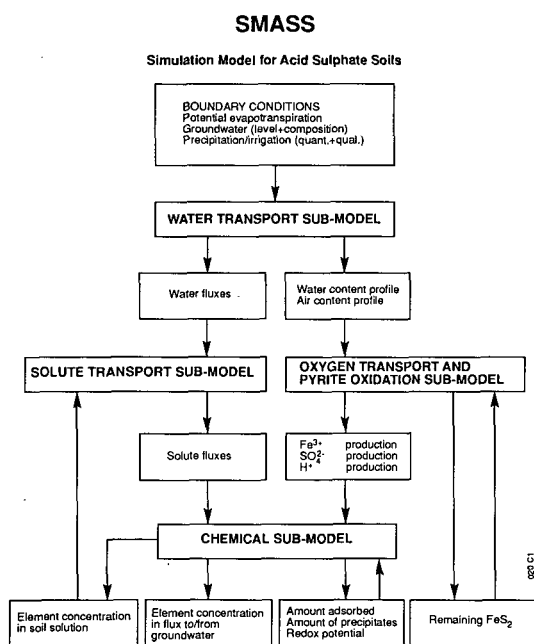 SMASS
Simulation Model for Acid Sulphate Soils
BOUNDARY CONDITIONS
Potential evapotranspiration
Groundwater (level+composition)
Precipitation/irrigation (quant.+qual.)
WATER TRANSPORT SUB-MODEL
Water fluxes
Water content profile
Air content profile
SOLUTE TRANSPORT SUB-MODEL
OXYGEN TRANSPORT AND
PYRITE OXIDATION SUB-MODEL
Solute fluxes
Fe³⁺ production
SO₄²⁻ production
H⁺ production
CHEMICAL SUB-MODEL
Element concentration
in soil solution
Element concentration
in flux to/from
groundwater
Amount adsorbed
Amount of precipitates
Redox potential
Remaining FeS₂
020 C1